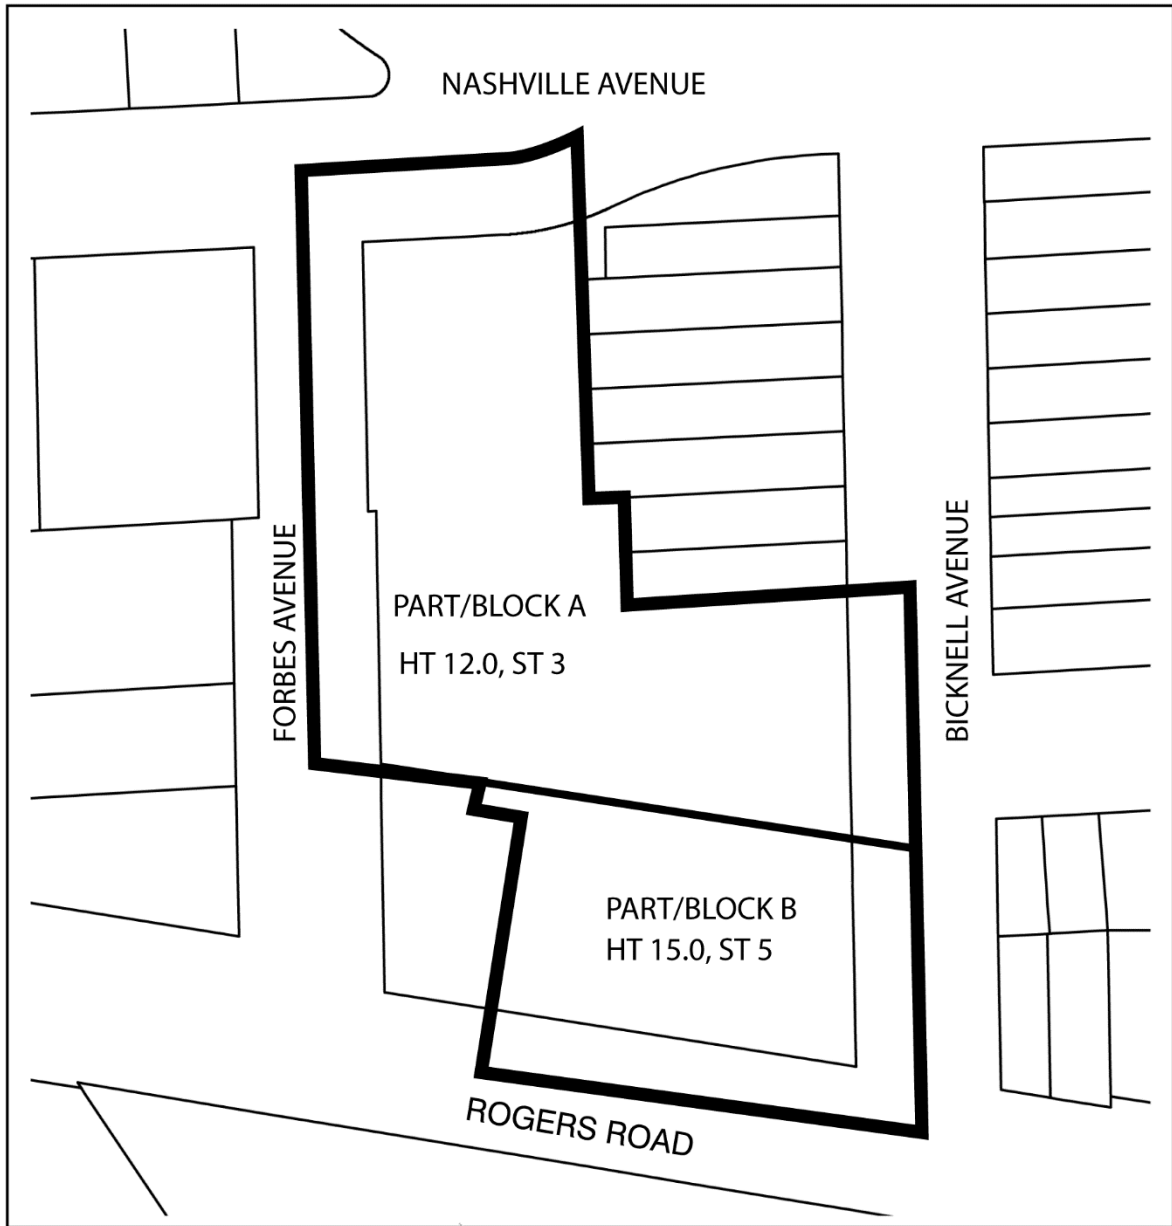 NASHVILLE AVENUE
FORBES AVENUE
BICKNELL AVENUE
PART/BLOCK A
HT 12.0, ST 3
PART/BLOCK B
HT 15.0, ST 5
ROGERS ROAD